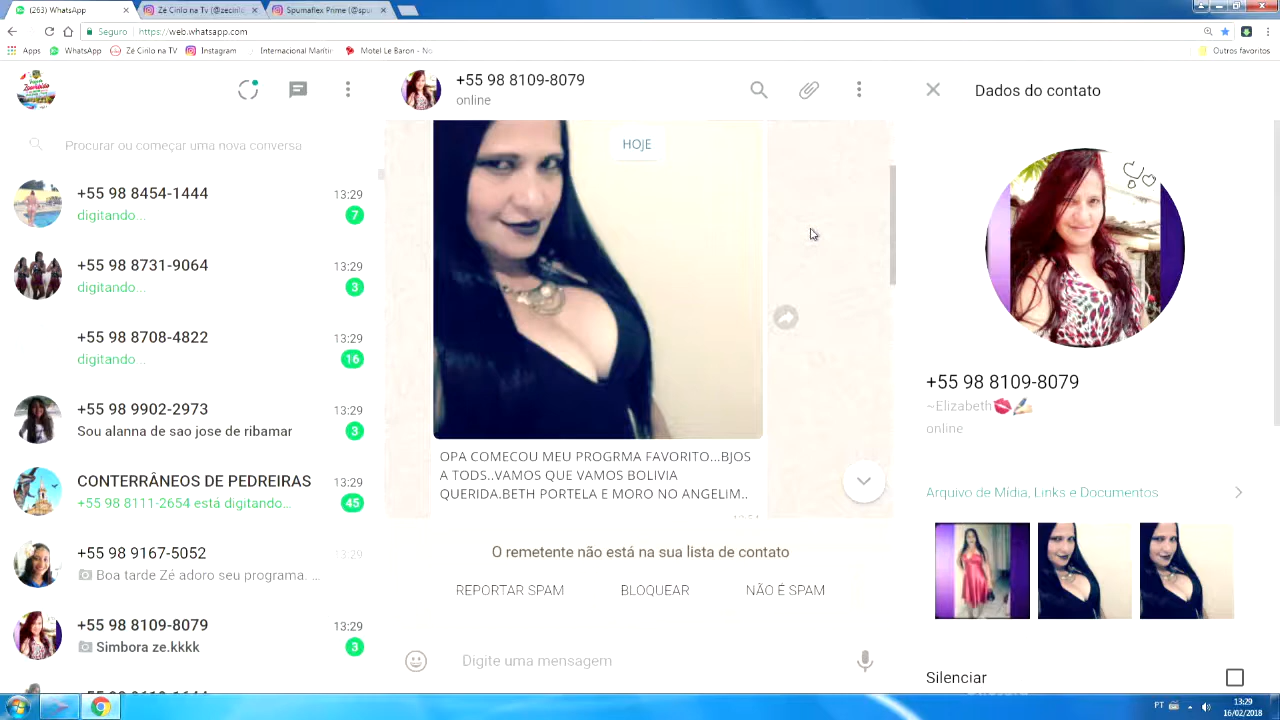 (263) WhatsApp
Zé Cirilo na TV (@zecirilo
Spumaflex Prime (@spu
Seguro
https://web.whatsapp.com
Apps
WhatsApp
Zé Cirilo na TV
Instagram
Internacional Maríti
Motel Le Baron - No
Outros favoritos
Procurar ou começar uma nova conversa
+55 98 8454-1444
13:29
digitando...
7
+55 98 8731-9064
13:29
digitando...
3
+55 98 8708-4822
13:29
digitando...
16
+55 98 9902-2973
13:29
Sou alanna de sao jose de ribamar
3
CONTERRÂNEOS DE PEDREIRAS
13:29
+55 98 8111-2654 está digitando...
45
+55 98 9167-5052
13:29
Boa tarde Zé adoro seu programa. ...
+55 98 8109-8079
13:29
Simbora ze.kkkk
3
+55 98 8109-8079
online
HOJE
OPA COMECOU MEU PROGRMA FAVORITO...BJOS
A TODS..VAMOS QUE VAMOS BOLIVIA
QUERIDA.BETH PORTELA E MORO NO ANGELIM..
O remetente não está na sua lista de contato
REPORTAR SPAM
BLOQUEAR
NÃO É SPAM
Digite uma mensagem
Dados do contato
+55 98 8109-8079
~Elizabeth💋✍
online
Arquivo de Mídia, Links e Documentos
Silenciar
PT
13:29
16/02/2018